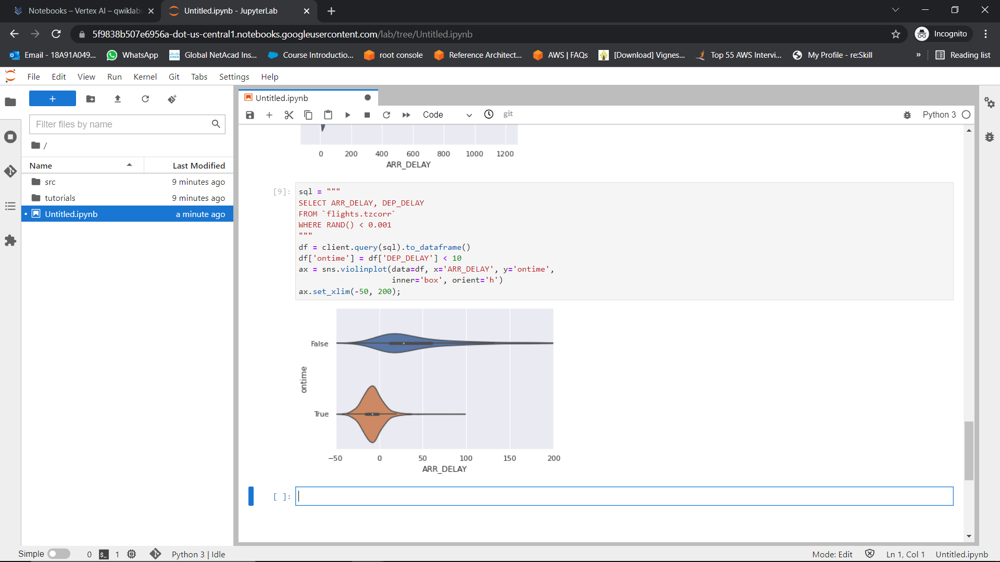 Notebooks – Vertex AI – qwiklabs
Untitled.ipynb - JupyterLab
5f9838b507e6956a-dot-us-central1.notebooks.googleusercontent.com/lab/tree/Untitled.ipynb
Incognito
Email - 18A91A049...
WhatsApp
Global NetAcad Ins...
Course Introductio...
root console
Reference Architect...
AWS | FAQs
[Download] Vignes...
Top 55 AWS Intervi...
My Profile - re:Skill
»
Reading list
File Edit View Run Kernel Git Tabs Settings Help
Filter files by name
/
Name Last Modified
src 9 minutes ago
tutorials 9 minutes ago
• Untitled.ipynb a minute ago
Untitled.ipynb
Code
git
Python 3
0 200 400 600 800 1000 1200
ARR_DELAY
[9]:
sql = """
SELECT ARR_DELAY, DEP_DELAY
FROM `flights.tzcorr`
WHERE RAND() < 0.001
"""
df = client.query(sql).to_dataframe()
df['ontime'] = df['DEP_DELAY'] < 10
ax = sns.violinplot(data=df, x='ARR_DELAY', y='ontime',
inner='box', orient='h')
ax.set_xlim(-50, 200);
False
ontime
True
−50 0 50 100 150 200
ARR_DELAY
[ ]:
Simple
0
$_
1
Python 3 | Idle
Mode: Edit
Ln 1, Col 1
Untitled.ipynb